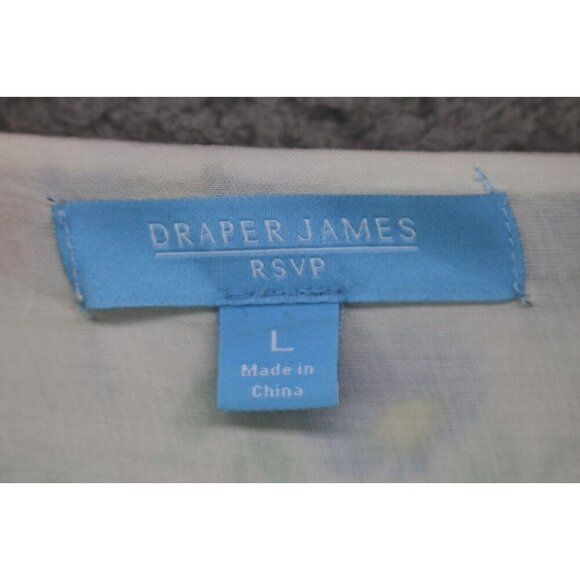 DRAPER JAMES
RSVP
L
Made in
China